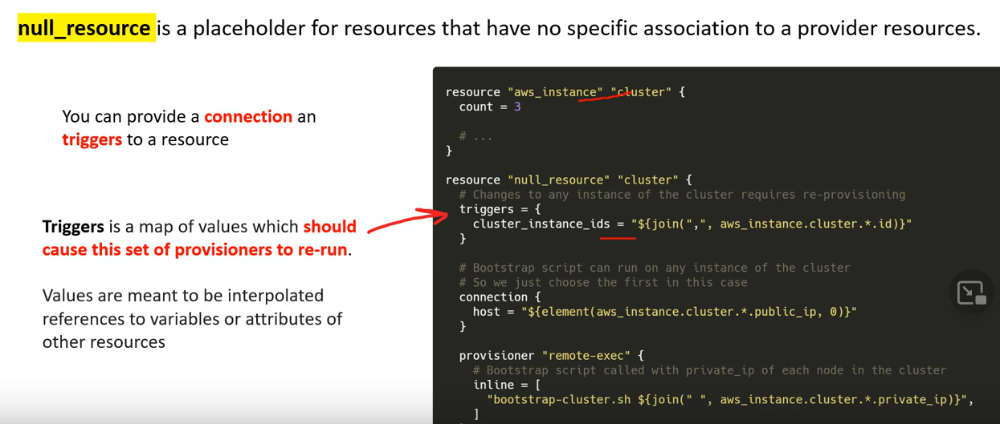 null_resource is a placeholder for resources that have no specific association to a provider resources.
You can provide a connection an
triggers to a resource
Triggers is a map of values which should
cause this set of provisioners to re-run.
Values are meant to be interpolated
references to variables or attributes of
other resources
resource "aws_instance" "cluster" {
count = 3
# ...
}
resource "null_resource" "cluster" {
# Changes to any instance of the cluster requires re-provisioning
triggers = {
cluster_instance_ids = "${join(",", aws_instance.cluster.*.id)}"
}
# Bootstrap script can run on any instance of the cluster
# So we just choose the first in this case
connection {
host = "${element(aws_instance.cluster.*.public_ip, 0)}"
}
provisioner "remote-exec" {
# Bootstrap script called with private_ip of each node in the cluster
inline = [
"bootstrap-cluster.sh ${join(" ", aws_instance.cluster.*.private_ip)}",
]